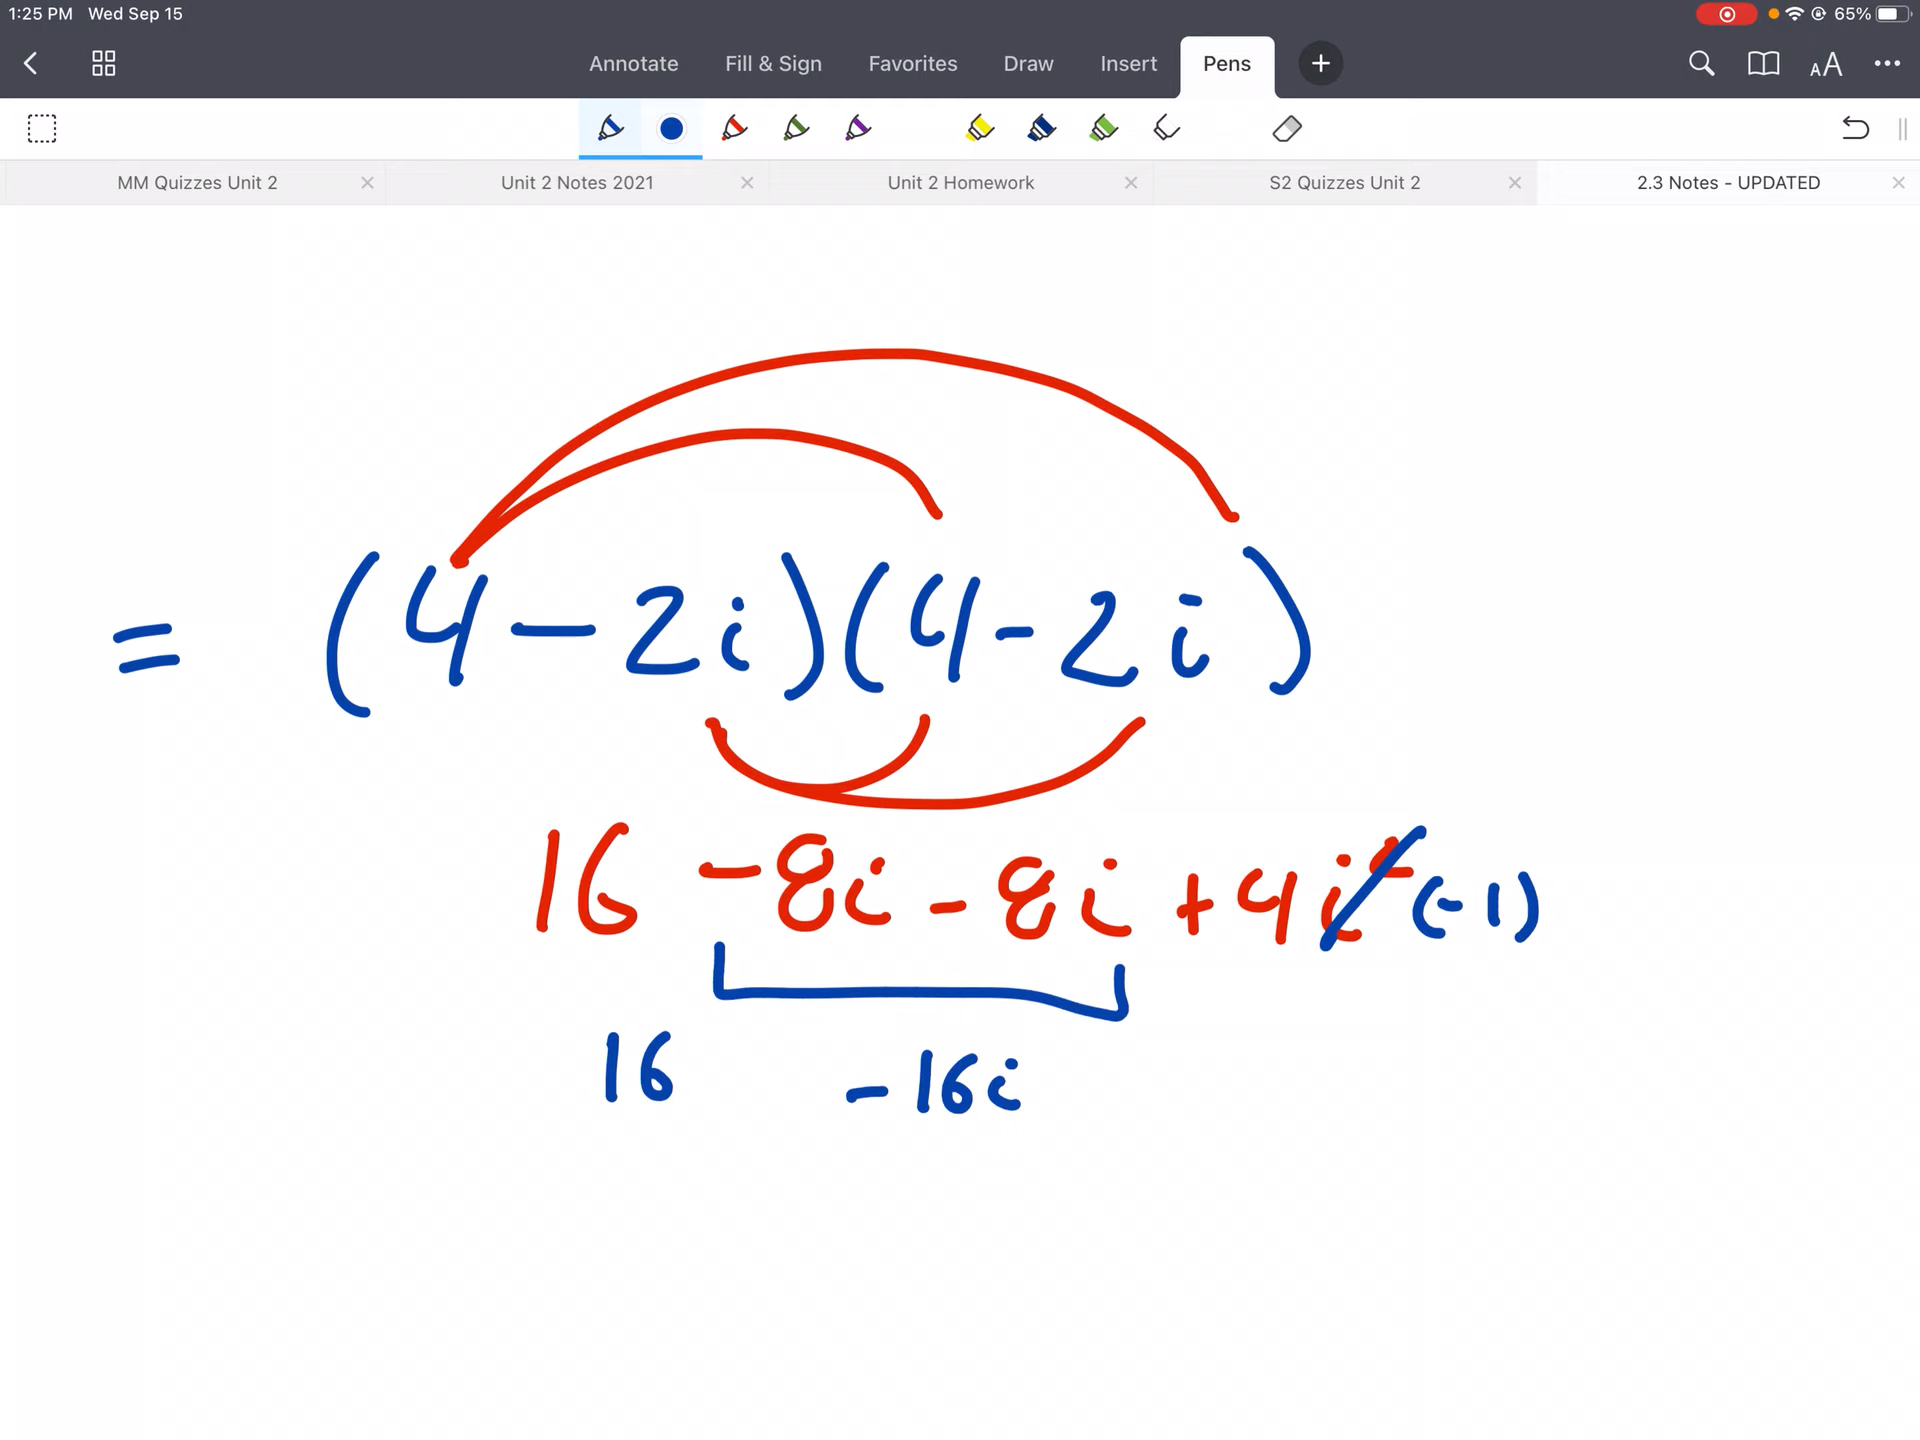 1:25 PM Wed Sep 15 65%
Annotate Fill & Sign Favorites Draw Insert Pens +
AA
MM Quizzes Unit 2 Unit 2 Notes 2021 Unit 2 Homework S2 Quizzes Unit 2 2.3 Notes - UPDATED
= (4 - 2i)(4 - 2i)
16 - 8i - 8i + 4i² (-1)
16 - 16i